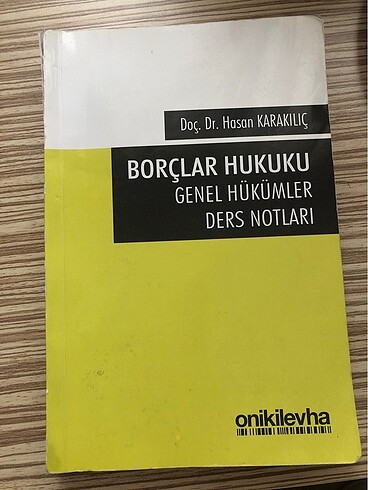 Doç. Dr. Hasan KARAKILIÇ
BORÇLAR HUKUKU
GENEL HÜKÜMLER
DERS NOTLARI
onikilevha